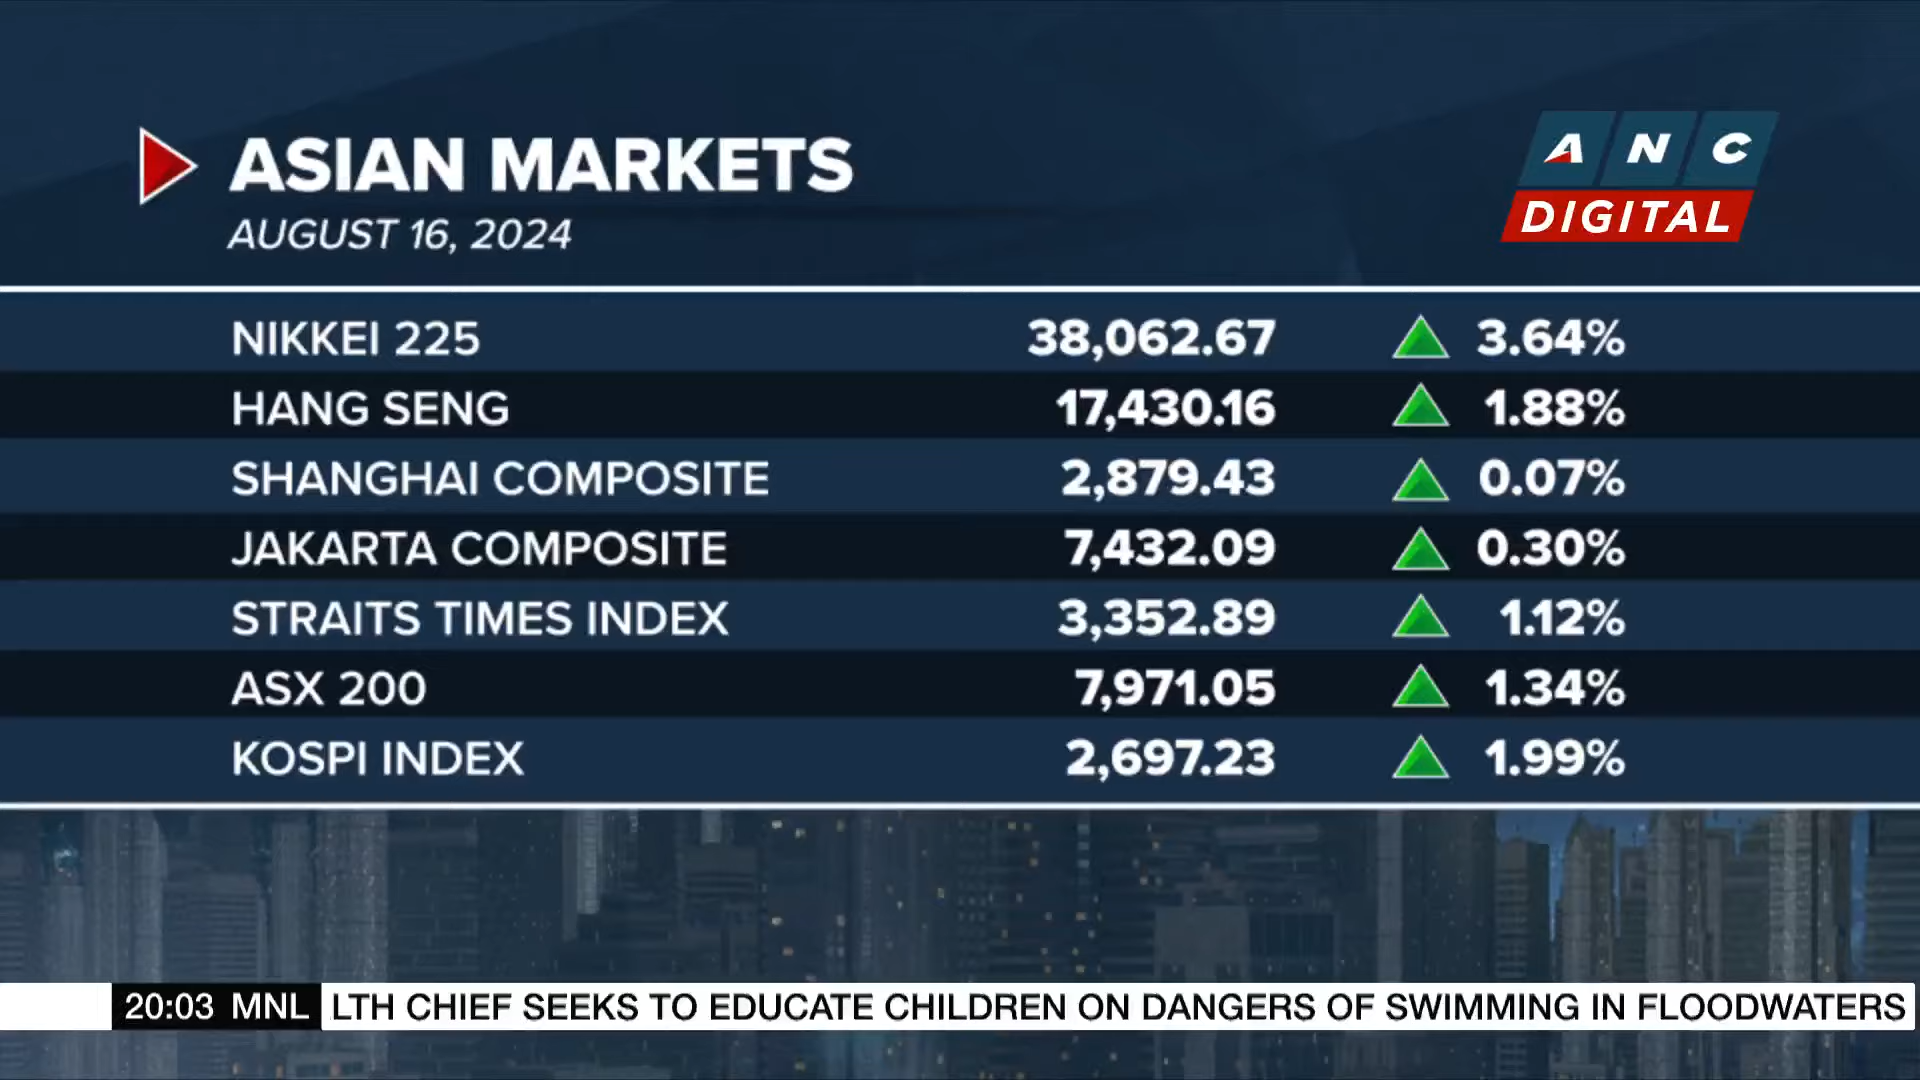 ASIAN MARKETS
AUGUST 16, 2024
ANC
DIGITAL
NIKKEI 225 38,062.67 3.64%
HANG SENG 17,430.16 1.88%
SHANGHAI COMPOSITE 2,879.43 0.07%
JAKARTA COMPOSITE 7,432.09 0.30%
STRAITS TIMES INDEX 3,352.89 1.12%
ASX 200 7,971.05 1.34%
KOSPI INDEX 2,697.23 1.99%
20:03 MNL LTH CHIEF SEEKS TO EDUCATE CHILDREN ON DANGERS OF SWIMMING IN FLOODWATERS